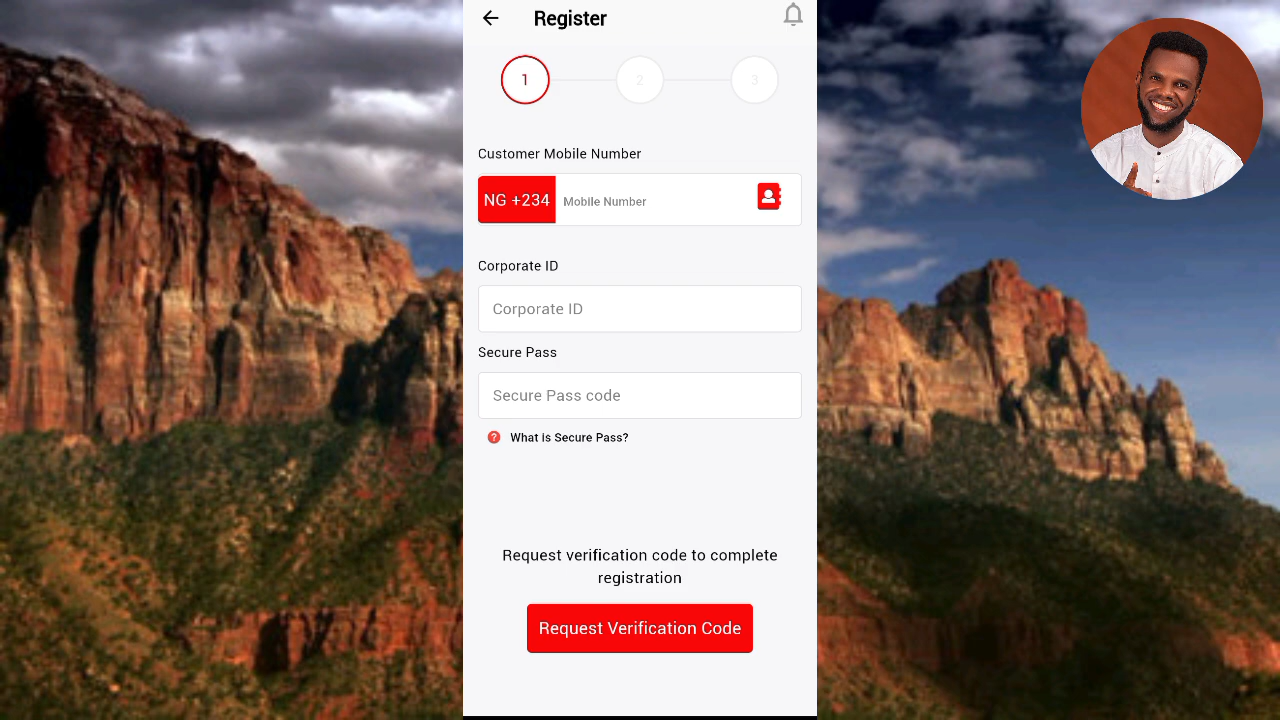 Register
1
2
3
Customer Mobile Number
NG +234 Mobile Number
Corporate ID
Corporate ID
Secure Pass
Secure Pass code
? What is Secure Pass?
Request verification code to complete
registration
Request Verification Code